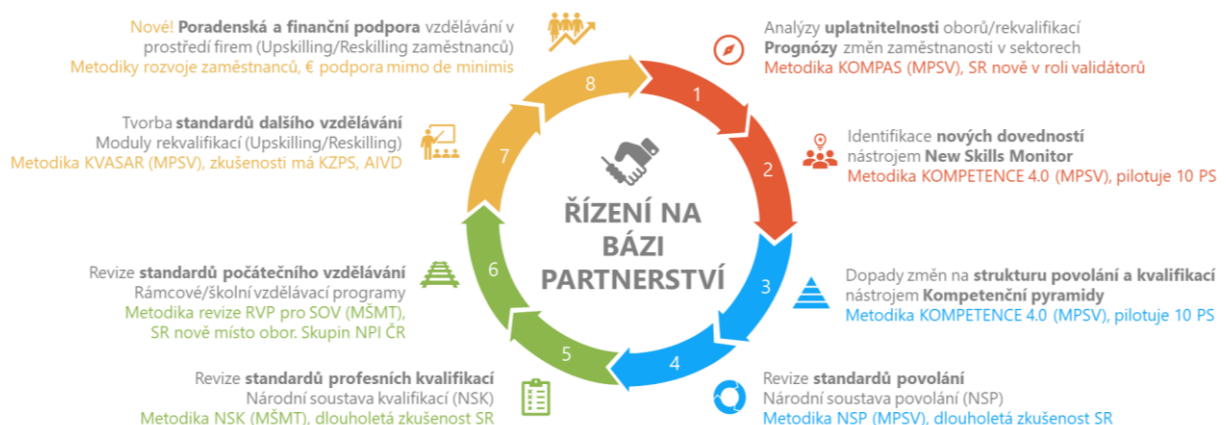 Analýzy uplatnitelnosti oborů/rekvalifikací
Prognózy změn zaměstnanosti v sektorech
Metodika KOMPAS (MPSV), SR nově v roli validátorů
1
Identifikace nových dovedností
nástrojem New Skills Monitor
Metodika KOMPETENCE 4.0 (MPSV), pilotuje 10 PS
2
Dopady změn na strukturu povolání a kvalifikací
nástrojem Kompetenční pyramidy
Metodika KOMPETENCE 4.0 (MPSV), pilotuje 10 PS
3
Revize standardů povolání
Národní soustava povolání (NSP)
Metodika NSP (MPSV), dlouholetá zkušenost SR
4
Revize standardů profesních kvalifikací
Národní soustava kvalifikací (NSK)
Metodika NSK (MŠMT), dlouholetá zkušenost SR
5
Revize standardů počátečního vzdělávání
Rámcové/školní vzdělávací programy
Metodika revize RVP pro SOV (MŠMT),
SR nově místo obor. Skupin NPI ČR
6
Tvorba standardů dalšího vzdělávání
Moduly rekvalifikací (Upskilling/Reskilling)
Metodika KVASAR (MPSV), zkušenosti má KZPS, AIVD
7
Nové! Poradenská a finanční podpora vzdělávání v
prostředí firem (Upskilling/Reskilling zaměstnanců)
Metodiky rozvoje zaměstnanců, € podpora mimo de minimis
8
ŘÍZENÍ NA
BÁZI
PARTNERSTVÍ